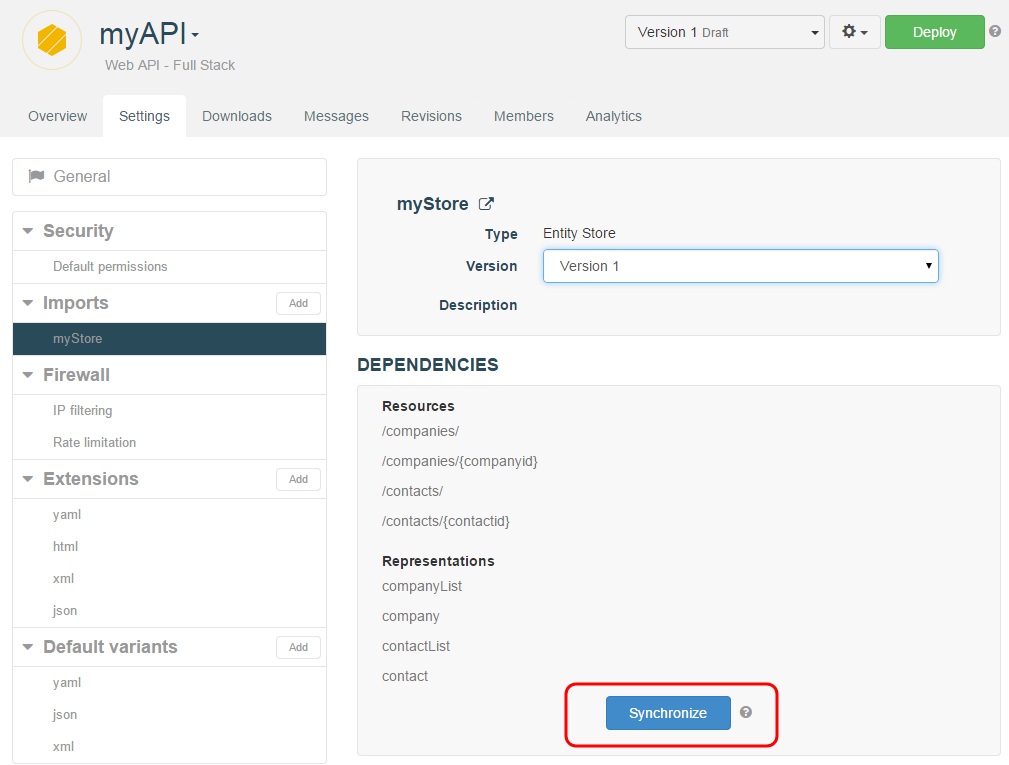 myAPI
Web API - Full Stack
Version 1 Draft
Deploy
Overview Settings Downloads Messages Revisions Members Analytics
General
Security
Default permissions
Imports Add
myStore
Firewall
IP filtering
Rate limitation
Extensions Add
yaml
html
xml
json
Default variants Add
yaml
json
xml
myStore
Type Entity Store
Version Version 1
Description
DEPENDENCIES
Resources
/companies/
/companies/{companyid}
/contacts/
/contacts/{contactid}
Representations
companyList
company
contactList
contact
Synchronize